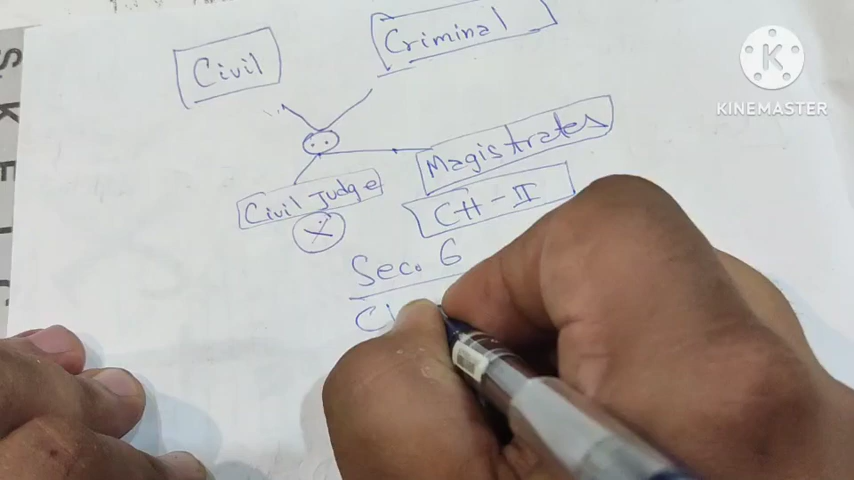 Civil
Criminal
K
KINEMASTER
Magistrates
Civil Judge
CH-II
X
Sec. 6